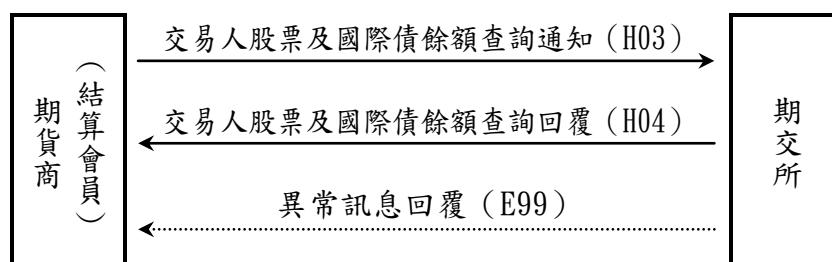 期貨商
（結算會員）
交易人股票及國際債餘額查詢通知（H03）
交易人股票及國際債餘額查詢回覆（H04）
異常訊息回覆（E99）
期交所